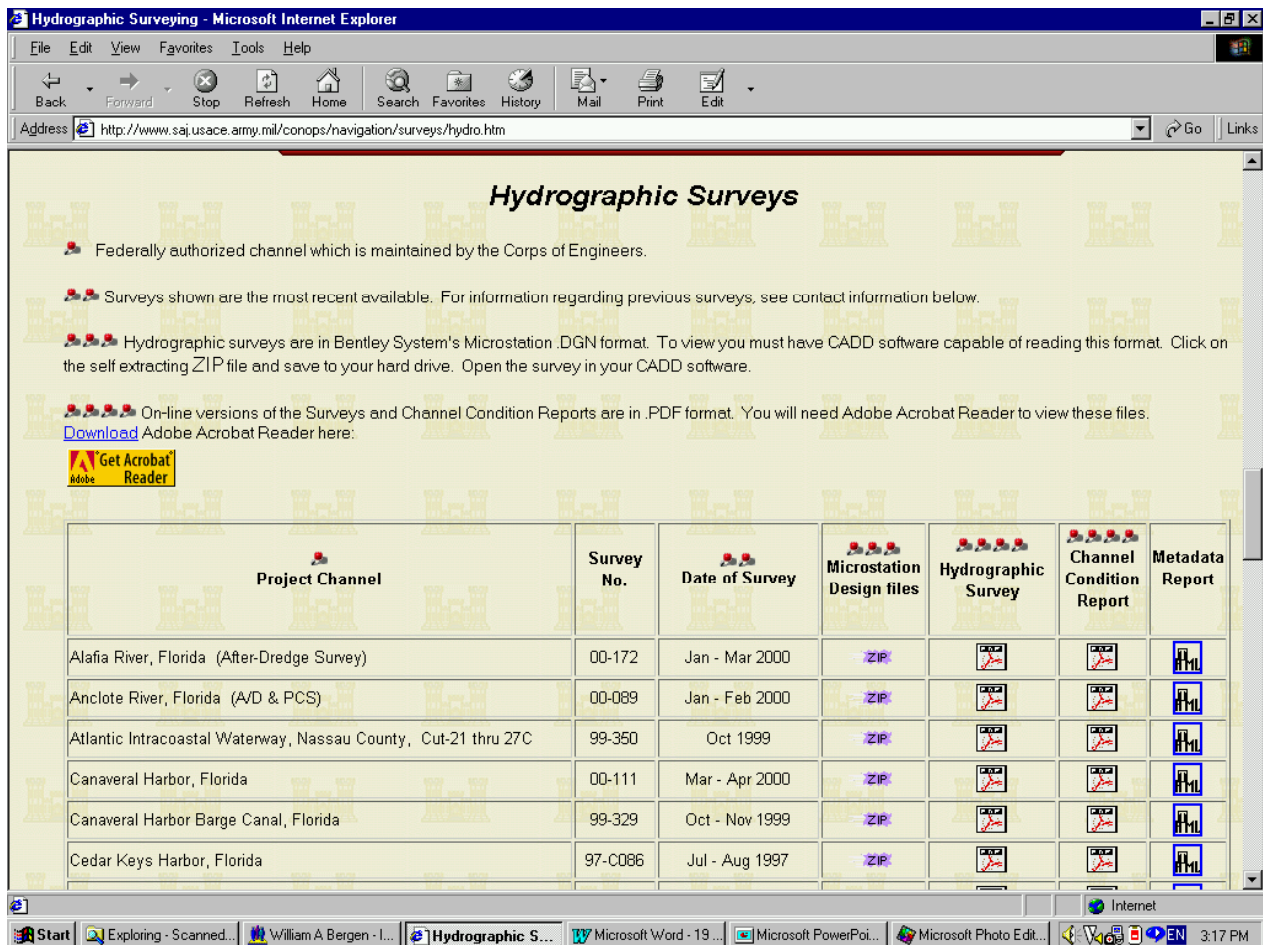 Hydrographic Surveying - Microsoft Internet Explorer
File Edit View Favorites Tools Help
Back Forward Stop Refresh Home Search Favorites History Mail Print Edit
Address http://www.saj.usace.army.mil/conops/navigation/surveys/hydro.htm Go Links
Hydrographic Surveys
Federally authorized channel which is maintained by the Corps of Engineers.
Surveys shown are the most recent available. For information regarding previous surveys, see contact information below.
Hydrographic surveys are in Bentley System's Microstation .DGN format. To view you must have CADD software capable of reading this format. Click on
the self extracting ZIP file and save to your hard drive. Open the survey in your CADD software.
On-line versions of the Surveys and Channel Condition Reports are in .PDF format. You will need Adobe Acrobat Reader to view these files.
Download Adobe Acrobat Reader here:
Adobe Get Acrobat Reader
Project Channel Survey No. Date of Survey Microstation Design files Hydrographic Survey Channel Condition Report Metadata Report
Alafia River, Florida (After-Dredge Survey) 00-172 Jan - Mar 2000 ZIP
Anclote River, Florida (A/D & PCS) 00-089 Jan - Feb 2000 ZIP
Atlantic Intracoastal Waterway, Nassau County, Cut-21 thru 27C 99-350 Oct 1999 ZIP
Canaveral Harbor, Florida 00-111 Mar - Apr 2000 ZIP
Canaveral Harbor Barge Canal, Florida 99-329 Oct - Nov 1999 ZIP
Cedar Keys Harbor, Florida 97-C086 Jul - Aug 1997 ZIP
Internet
Start Exploring - Scanned... William A Bergen - I... Hydrographic S... Microsoft Word - 19 ... Microsoft PowerPoi... Microsoft Photo Edit... EN 3:17 PM